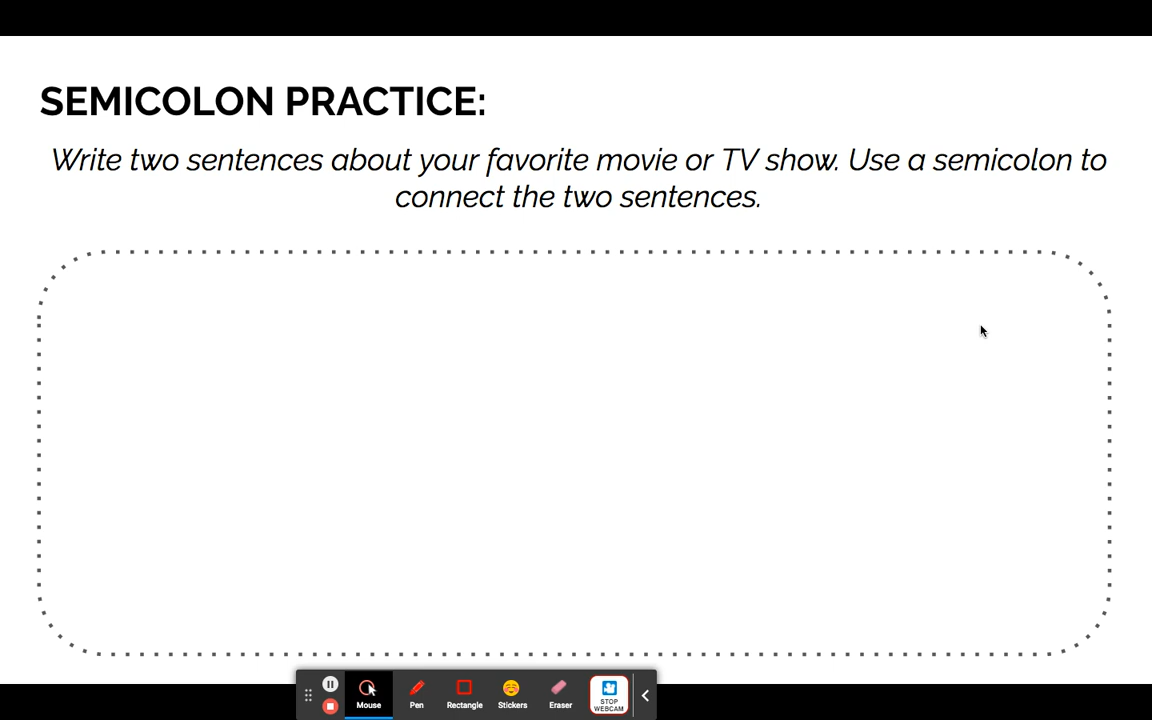 SEMICOLON PRACTICE:
Write two sentences about your favorite movie or TV show. Use a semicolon to
connect the two sentences.
Mouse
Pen
Rectangle
Stickers
Eraser
STOP
WEBCAM